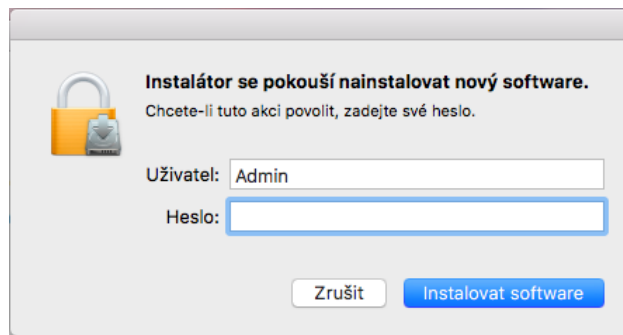 Instalátor se pokouší nainstalovat nový software.
Chcete-li tuto akci povolit, zadejte své heslo.
Uživatel: Admin
Heslo:
Zrušit Instalovat software